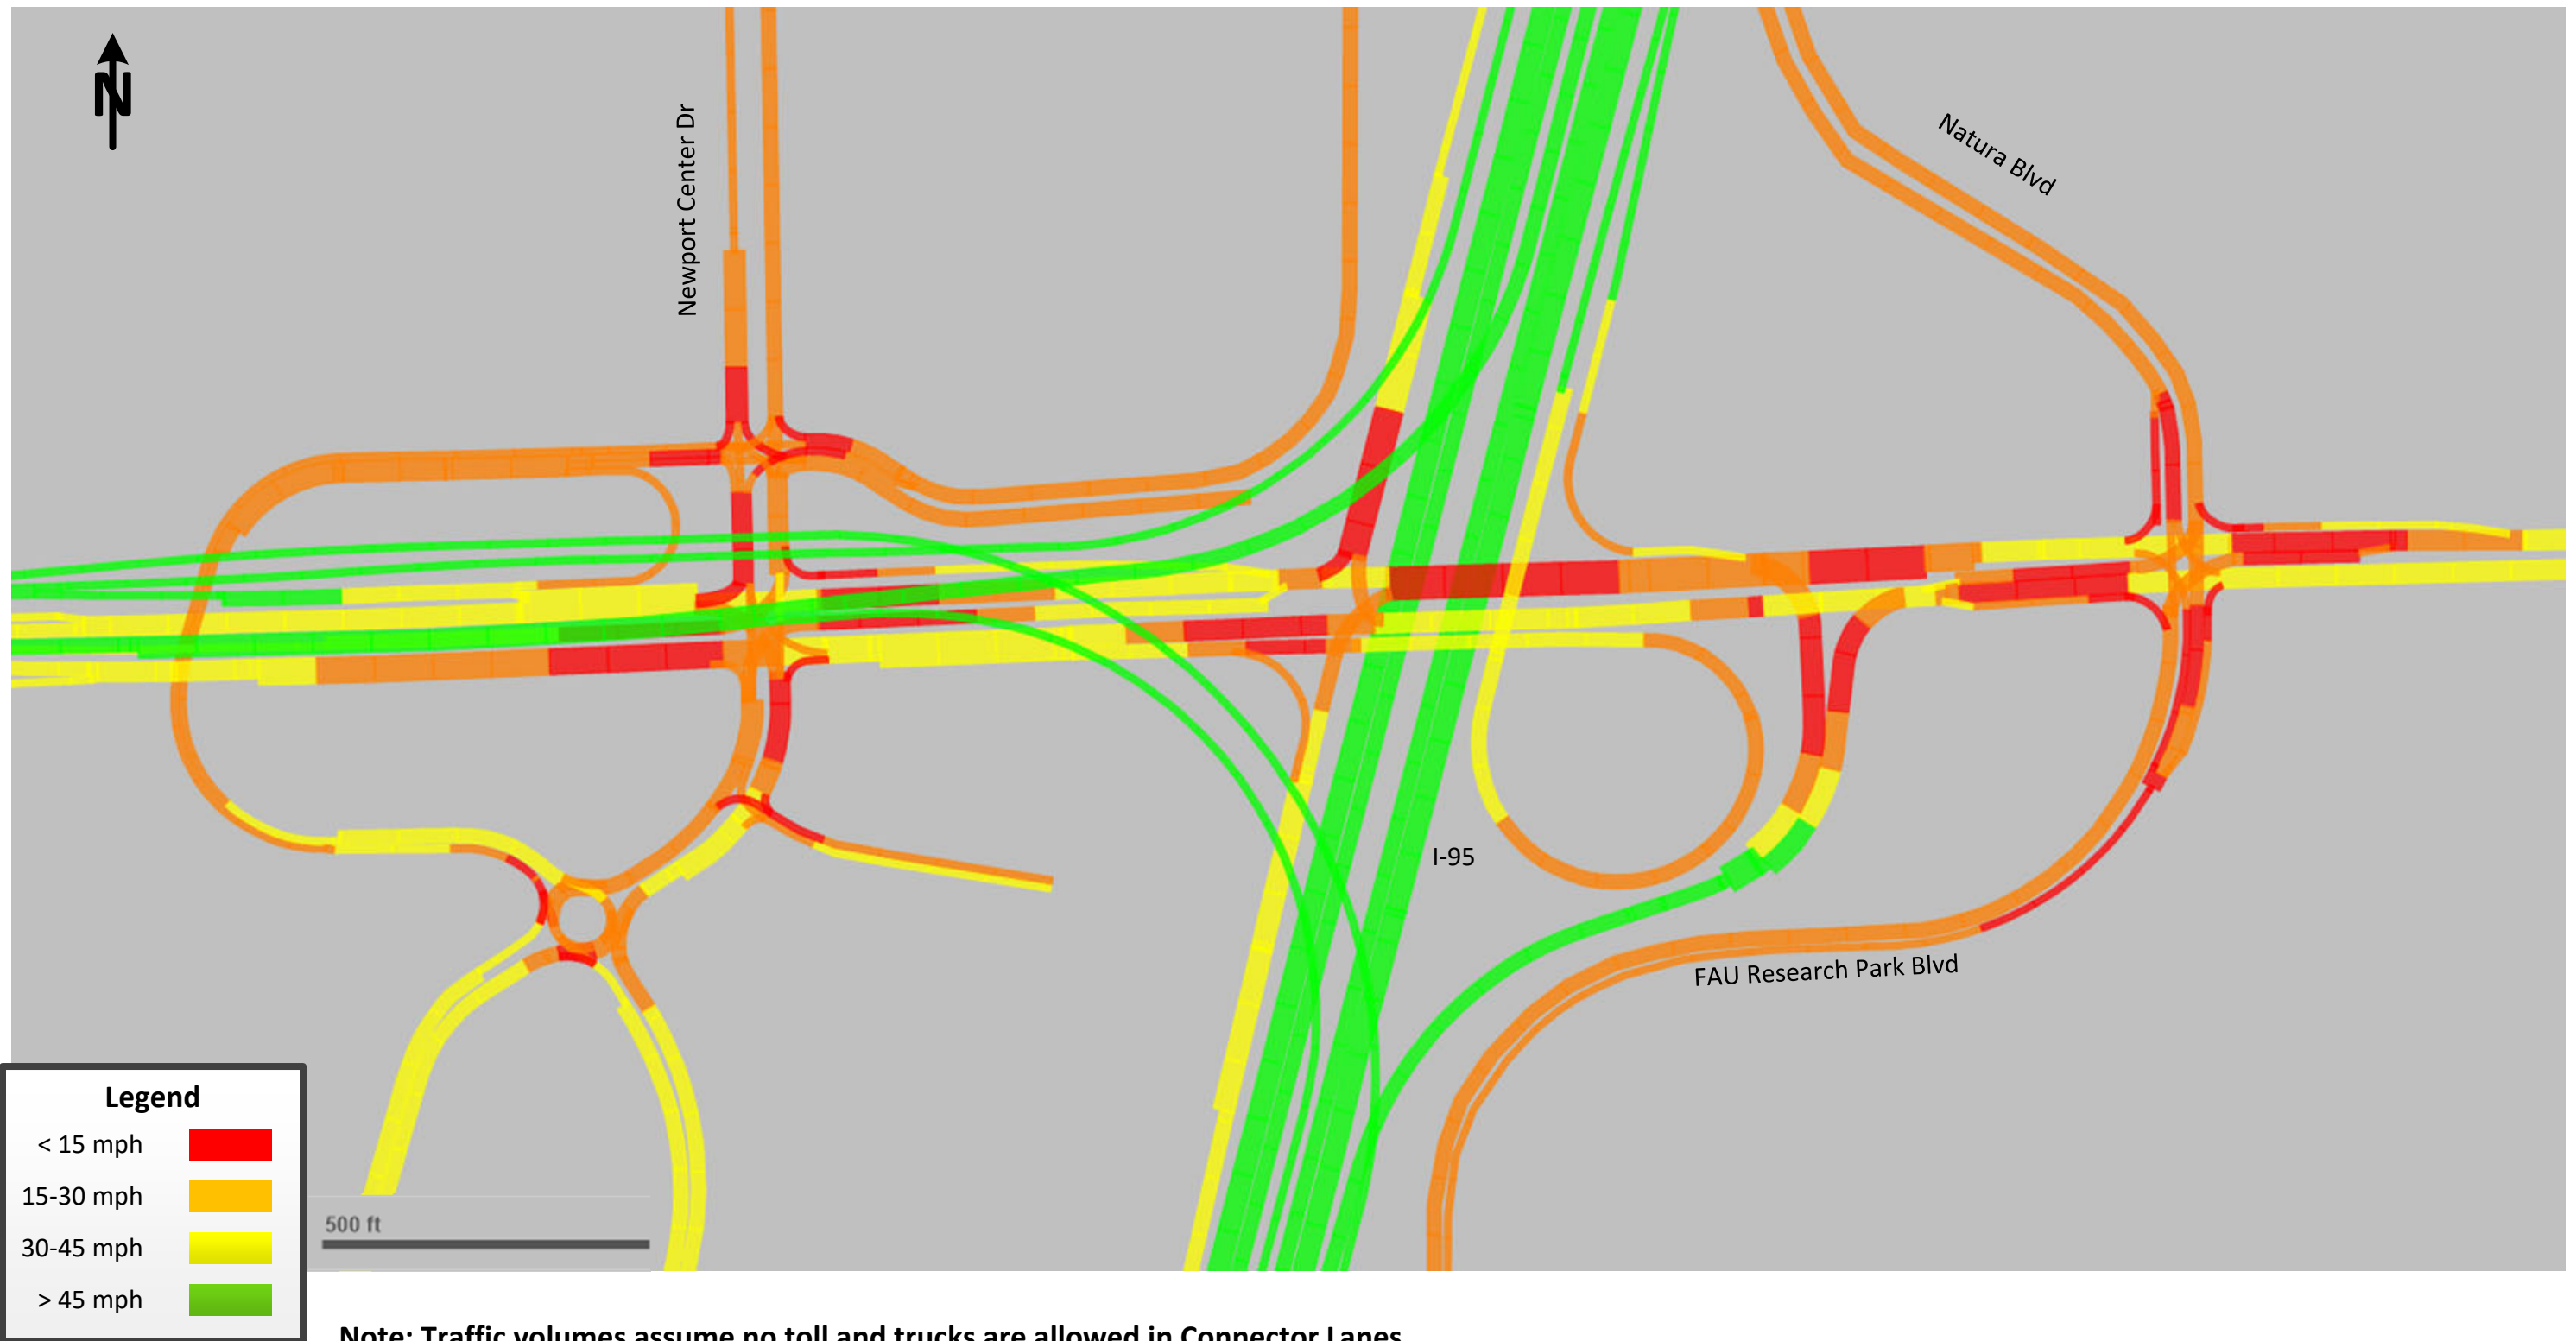 N
Newport Center Dr
Natura Blvd
I-95
FAU Research Park Blvd
Legend
< 15 mph
15-30 mph
30-45 mph
> 45 mph
500 ft
Note: Traffic volumes assume no toll and trucks are allowed in Connector Lanes